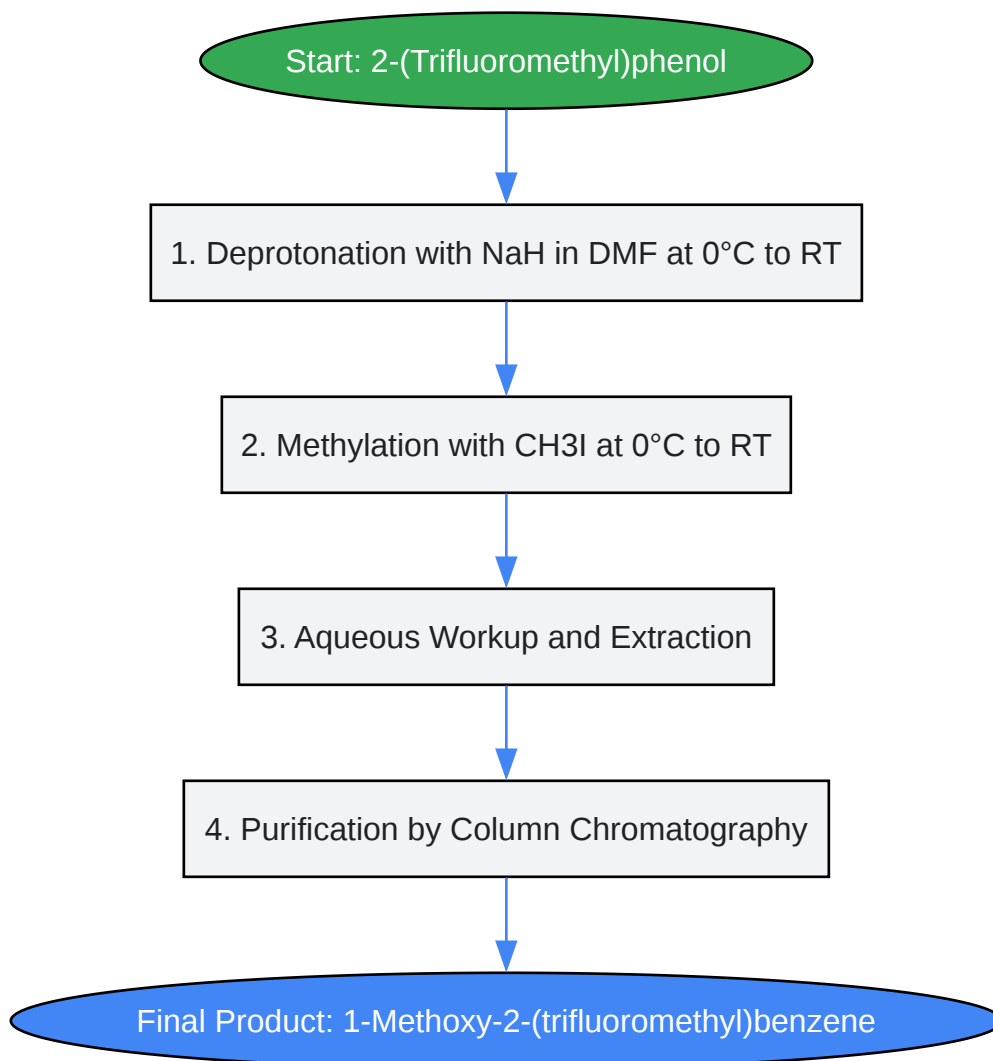 Start: 2-(Trifluoromethyl)phenol
1. Deprotonation with NaH in DMF at 0°C to RT
2. Methylation with CH3I at 0°C to RT
3. Aqueous Workup and Extraction
4. Purification by Column Chromatography
Final Product: 1-Methoxy-2-(trifluoromethyl)benzene